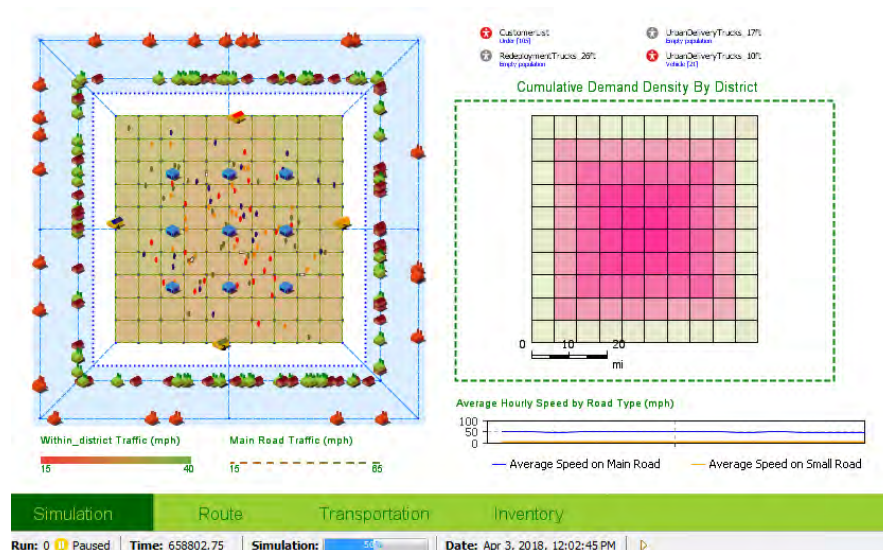 CustomerList
Order [105]
UrbanDeliveryTrucks_17ft
Empty population
RedeploymentTrucks_26ft
Empty population
UrbanDeliveryTrucks_10ft
Vehicle [21]
Cumulative Demand Density By District
0 10 20
mi
Average Hourly Speed by Road Type (mph)
100
50
0
Average Speed on Main Road
Average Speed on Small Road
Within_district Traffic (mph)
15 40
Main Road Traffic (mph)
15 65
Simulation Route Transportation Inventory
Run: 0 Paused Time: 658802.75 Simulation: 50% Date: Apr 3, 2018, 12:02:45 PM